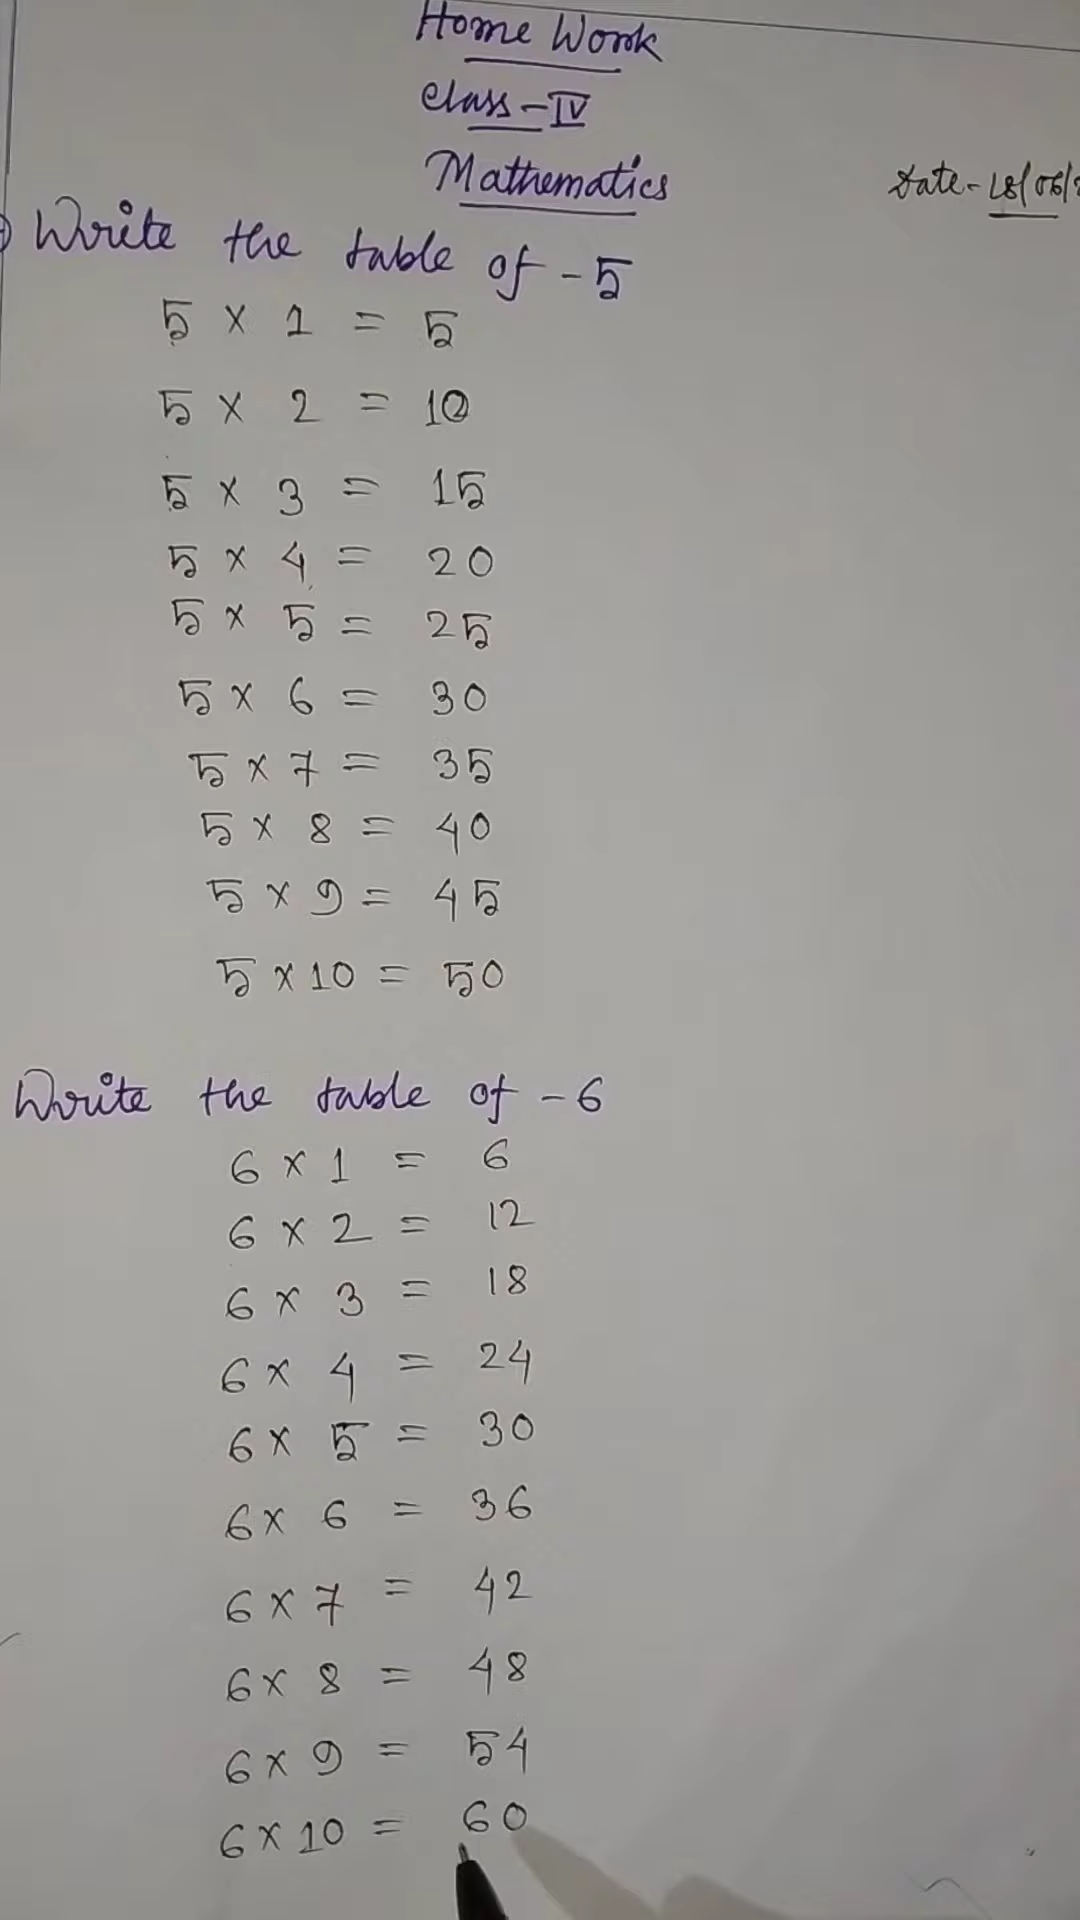 Home Work
Class - IV
Mathematics
Date - 18/06/
Write the table of - 5
5 × 1 = 5
5 × 2 = 10
5 × 3 = 15
5 × 4 = 20
5 × 5 = 25
5 × 6 = 30
5 × 7 = 35
5 × 8 = 40
5 × 9 = 45
5 × 10 = 50
Write the table of - 6
6 × 1 = 6
6 × 2 = 12
6 × 3 = 18
6 × 4 = 24
6 × 5 = 30
6 × 6 = 36
6 × 7 = 42
6 × 8 = 48
6 × 9 = 54
6 × 10 = 60